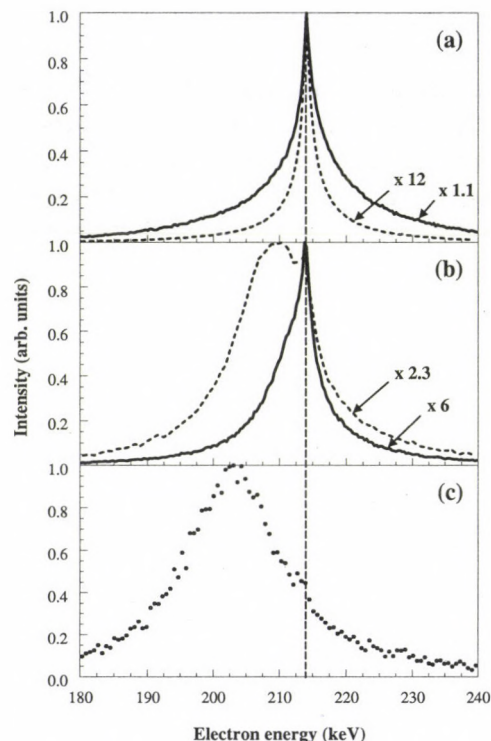 1.0
(a)
0.8
0.6
0.4
x 12
x 1.1
0.2
1.0
(b)
0.8
0.6
0.4
x 2.3
x 6
0.2
1.0
(c)
0.8
0.6
0.4
0.2
0.0
180 190 200 210 220 230 240
Electron energy (keV)
Intensity (arb. units)